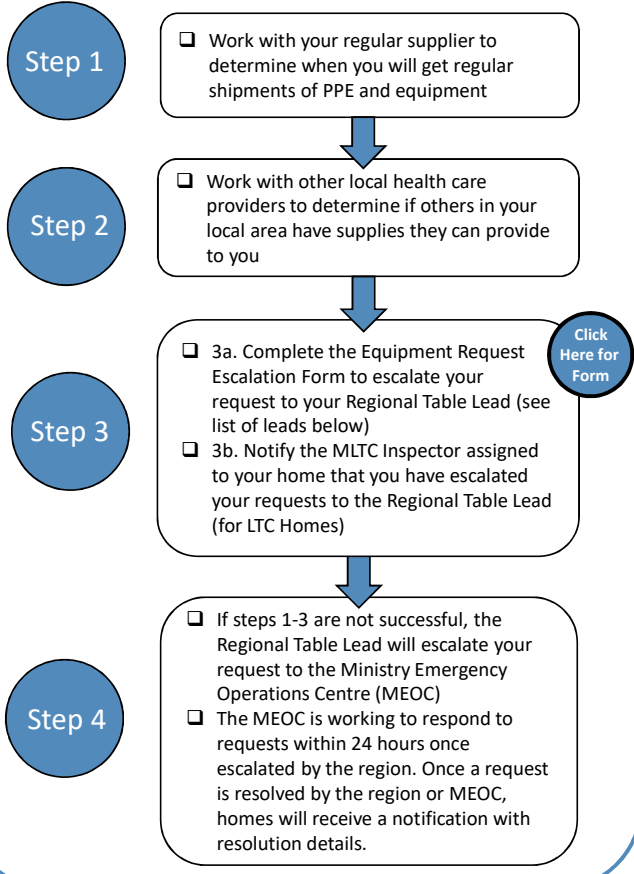 Step 1
❑ Work with your regular supplier to
determine when you will get regular
shipments of PPE and equipment
Step 2
❑ Work with other local health care
providers to determine if others in your
local area have supplies they can provide
to you
Step 3
❑ 3a. Complete the Equipment Request
Escalation Form to escalate your
request to your Regional Table Lead (see
list of leads below)
❑ 3b. Notify the MLTC Inspector assigned
to your home that you have escalated
your requests to the Regional Table Lead
(for LTC Homes)
Click
Here for
Form
Step 4
❑ If steps 1-3 are not successful, the
Regional Table Lead will escalate your
request to the Ministry Emergency
Operations Centre (MEOC)
❑ The MEOC is working to respond to
requests within 24 hours once
escalated by the region. Once a request
is resolved by the region or MEOC,
homes will receive a notification with
resolution details.